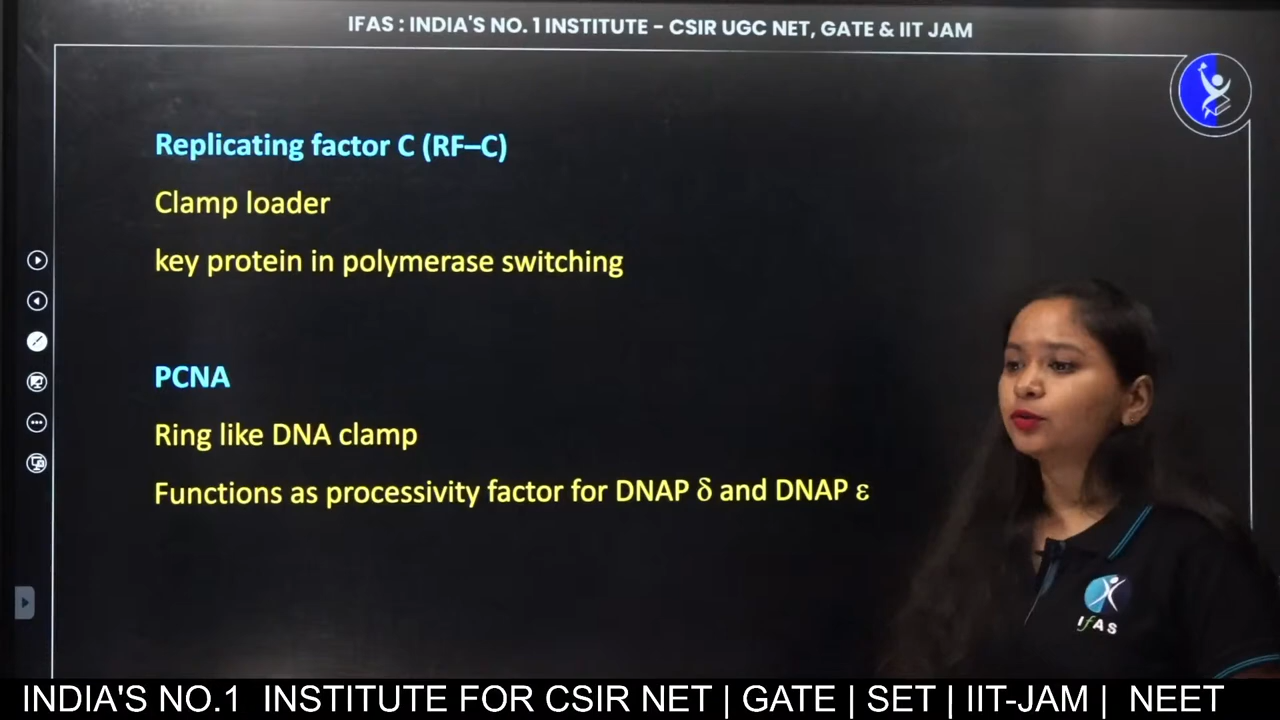 IFAS : INDIA'S NO. 1 INSTITUTE – CSIR UGC NET, GATE & IIT JAM
Replicating factor C (RF–C)
Clamp loader
key protein in polymerase switching
PCNA
Ring like DNA clamp
Functions as processivity factor for DNAP δ and DNAP ε
IFAS
INDIA'S NO.1 INSTITUTE FOR CSIR NET | GATE | SET | IIT-JAM | NEET